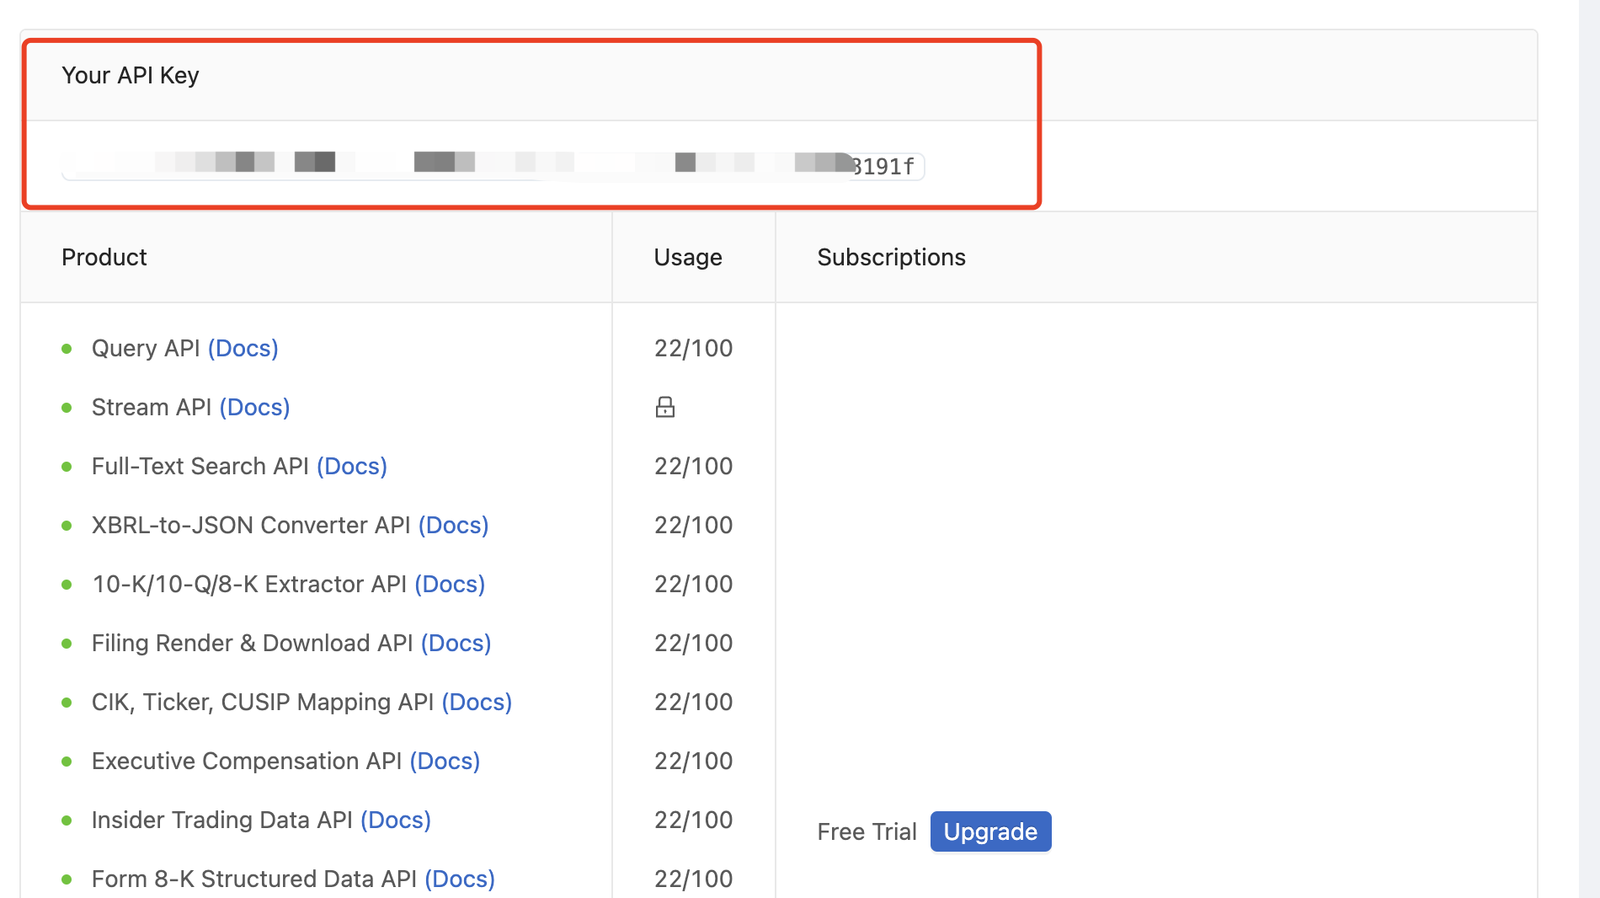 Your API Key
3191f
Product Usage Subscriptions
Query API (Docs) 22/100
Stream API (Docs)
Full-Text Search API (Docs) 22/100
XBRL-to-JSON Converter API (Docs) 22/100
10-K/10-Q/8-K Extractor API (Docs) 22/100
Filing Render & Download API (Docs) 22/100
CIK, Ticker, CUSIP Mapping API (Docs) 22/100
Executive Compensation API (Docs) 22/100
Insider Trading Data API (Docs) 22/100
Free Trial Upgrade
Form 8-K Structured Data API (Docs) 22/100